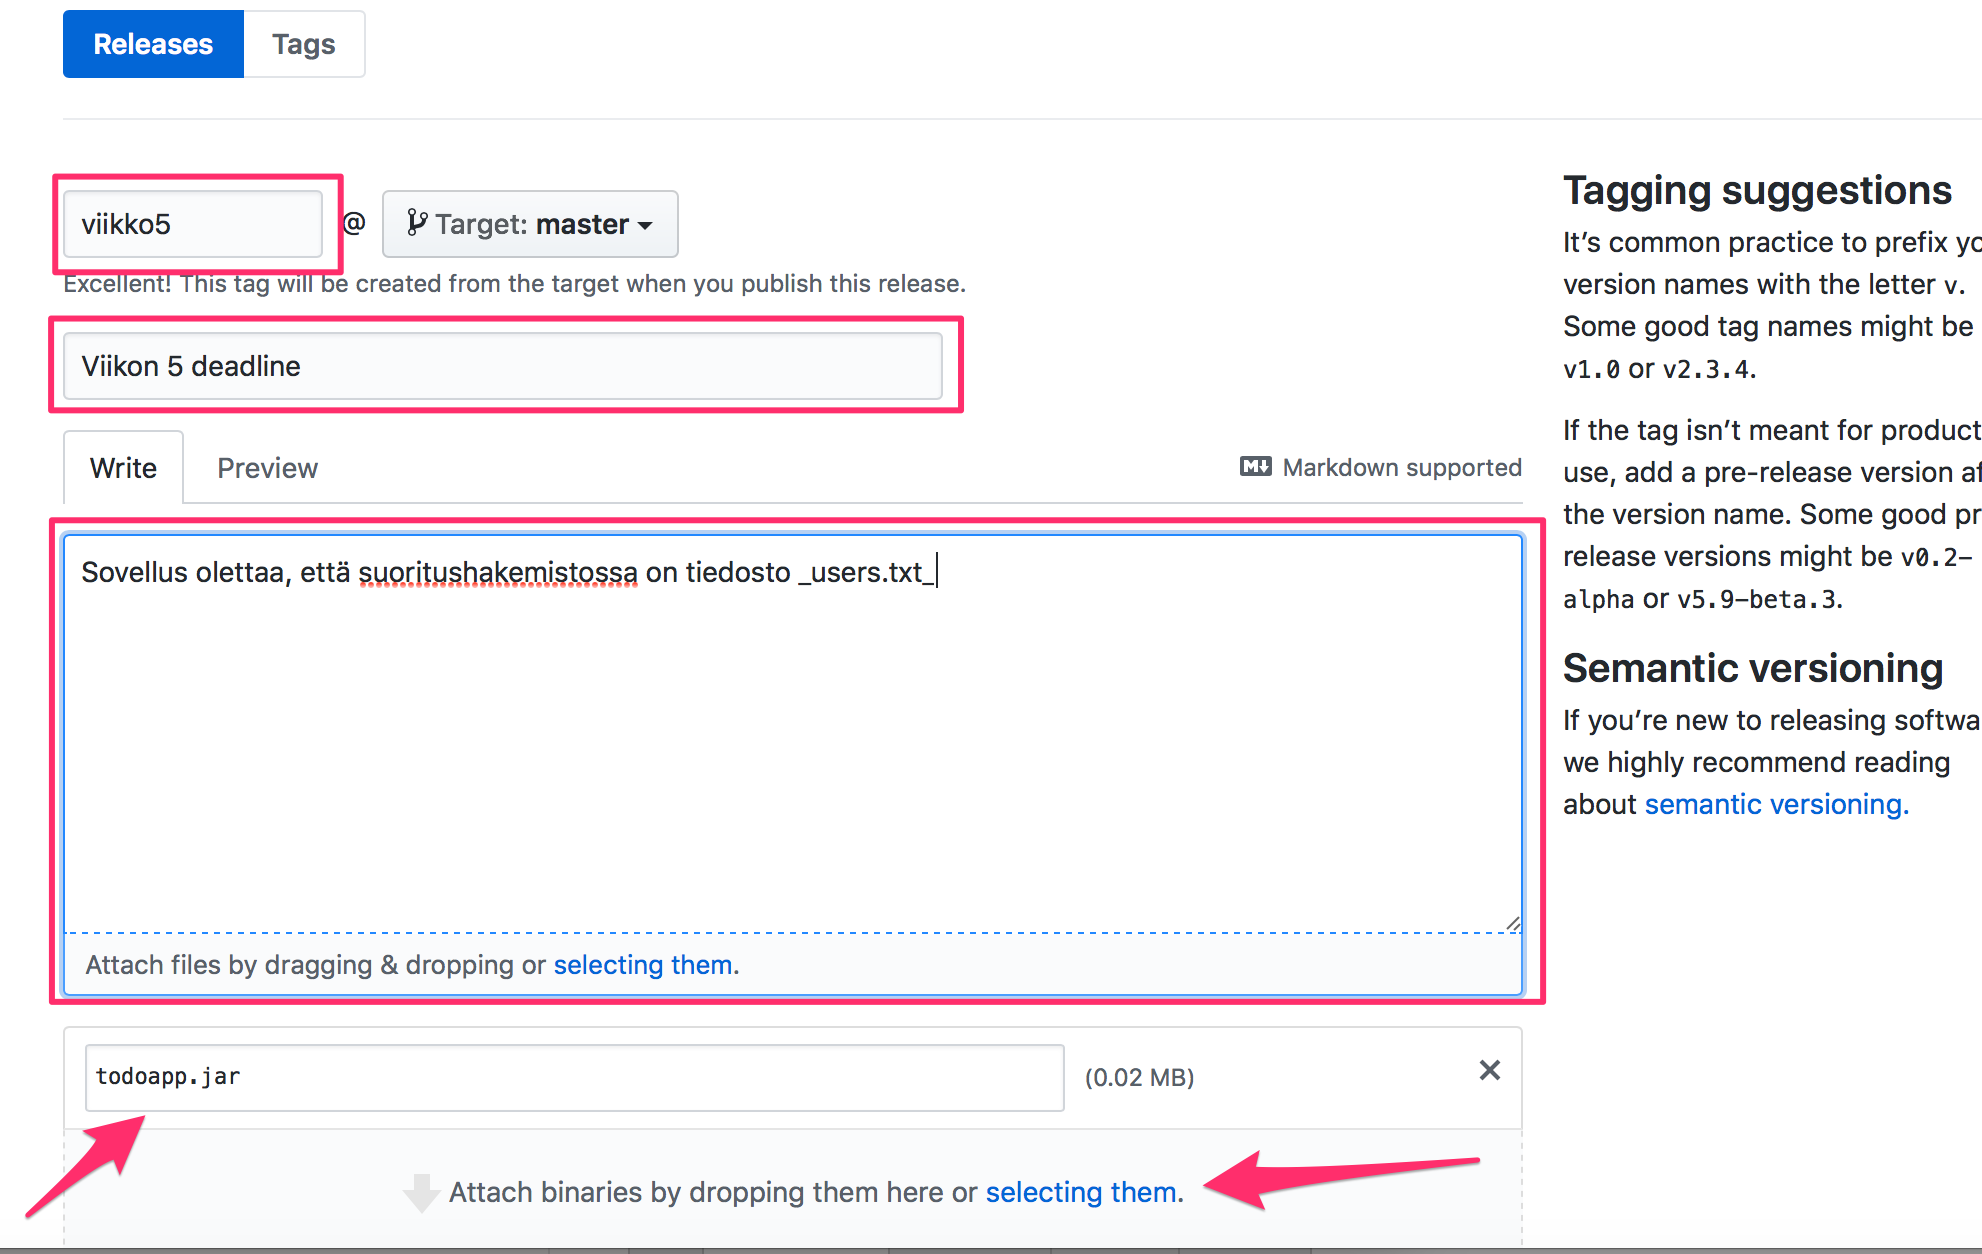 Releases Tags
viikko5 @ Target: master
Excellent! This tag will be created from the target when you publish this release.
Viikon 5 deadline
Write Preview Markdown supported
Sovellus olettaa, että suoritushakemistossa on tiedosto _users.txt_
Attach files by dragging & dropping or selecting them.
todoapp.jar (0.02 MB)
Attach binaries by dropping them here or selecting them.
Tagging suggestions
It’s common practice to prefix yo
version names with the letter v.
Some good tag names might be
v1.0 or v2.3.4.
If the tag isn’t meant for product
use, add a pre-release version af
the version name. Some good pr
release versions might be v0.2-
alpha or v5.9-beta.3.
Semantic versioning
If you’re new to releasing softwa
we highly recommend reading
about semantic versioning.